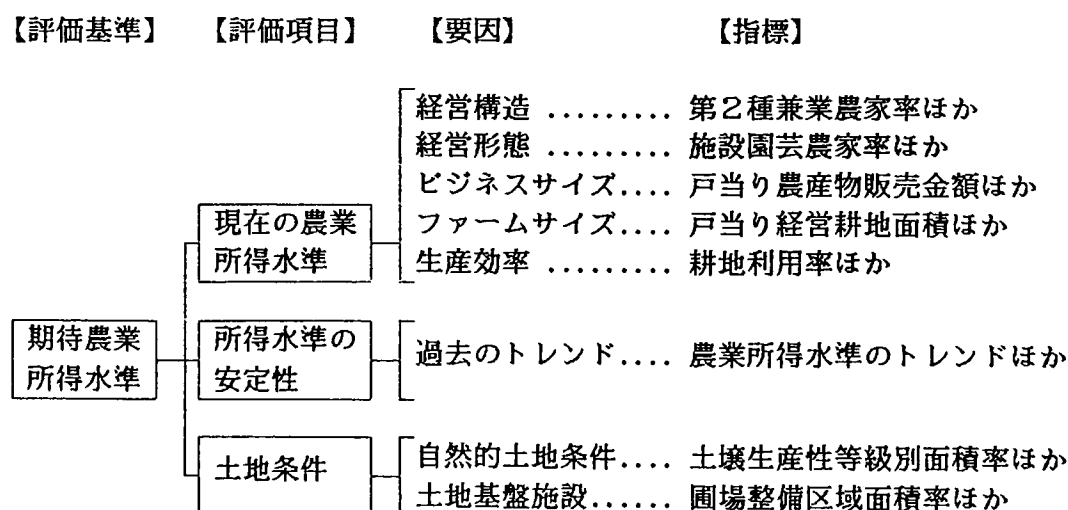 【評価基準】 【評価項目】 【要因】 【指標】
経営構造 ......... 第2種兼業農家率ほか
経営形態 ......... 施設園芸農家率ほか
ビジネスサイズ.... 戸当り農産物販売金額ほか
現在の農業
所得水準
ファームサイズ.... 戸当り経営耕地面積ほか
生産効率 ......... 耕地利用率ほか
期待農業
所得水準
所得水準の
安定性
過去のトレンド.... 農業所得水準のトレンドほか
土地条件
自然的土地条件.... 土壌生産性等級別面積率ほか
土地基盤施設...... 圃場整備区域面積率ほか